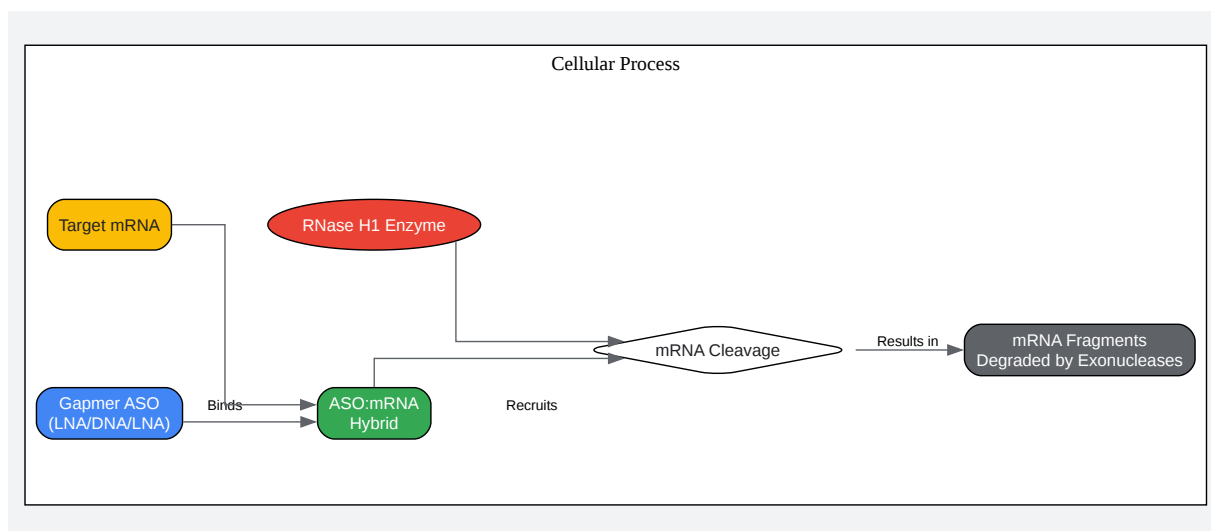 Cellular Process
Target mRNA
RNase H1 Enzyme
mRNA Cleavage
Results in
mRNA Fragments
Degraded by Exonucleases
Gapmer ASO
(LNA/DNA/LNA)
Binds
ASO:mRNA
Hybrid
Recruits